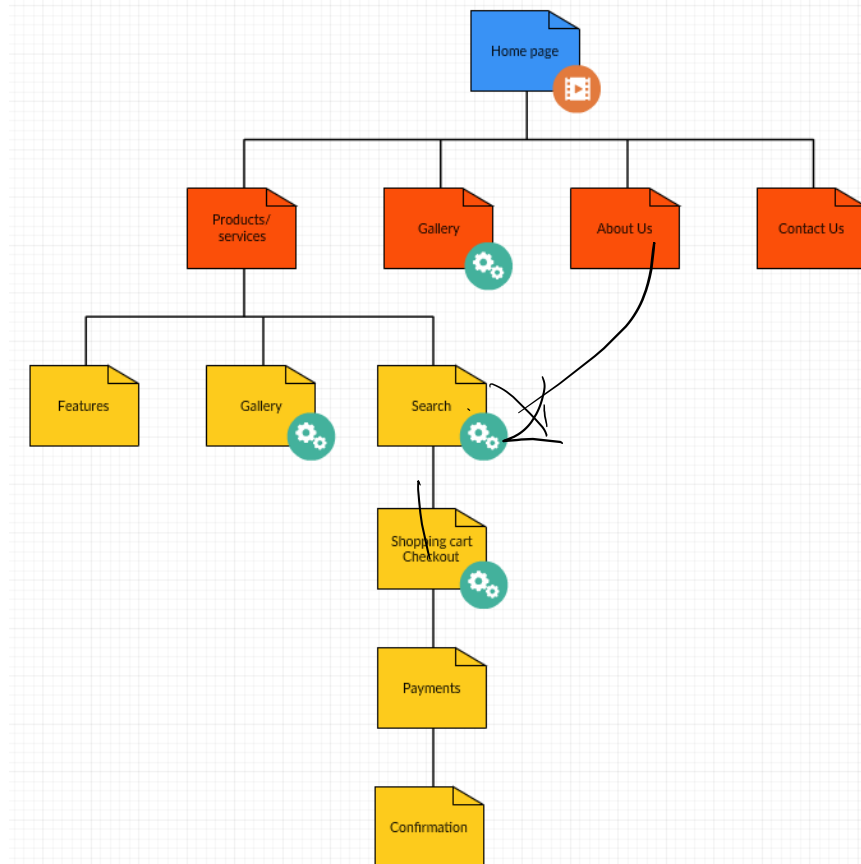 Home page
Products/
services
Gallery
About Us
Contact Us
Features
Gallery
Search
Shopping cart
Checkout
Payments
Confirmation